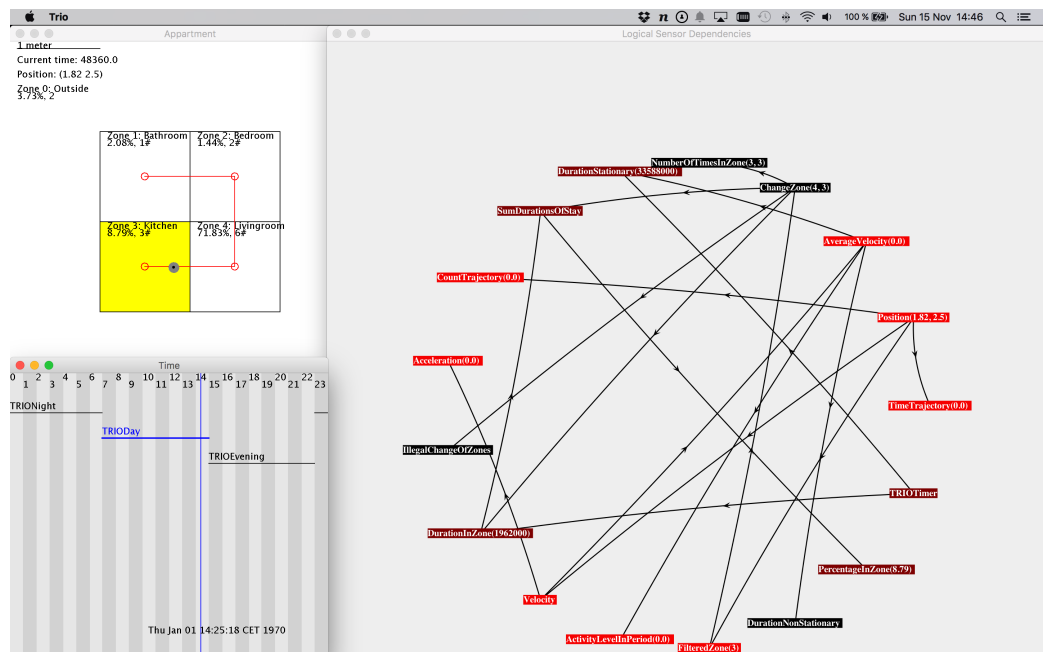 Trio
100 %
Sun 15 Nov 14:46
Appartment
Logical Sensor Dependencies
1 meter
Current time: 48360.0
Position: (1.82 2.5)
Zone 0: Outside
3.73%, 2
Zone 1: Bathroom
2.08%, 1#
Zone 2: Bedroom
1.44%, 2#
Zone 3: Kitchen
8.79%, 3#
Zone 4: Livingroom
71.83%, 6#
NumberOfTimesInZone(3, 3)
DurationStationary(33588000)
ChangeZone(4, 3)
SumDurationsOfStay
AverageVelocity(0.0)
CountTrajectory(0.0)
Position(1.82, 2.5)
Acceleration(0.0)
TimeTrajectory(0.0)
IllegalChangeOfZones
TRIOTimer
DurationInZone(1962000)
PercentageInZone(8.79)
Velocity
DurationNonStationary
ActivityLevelInPeriod(0.0)
FilteredZone(3)
Time
0 1 2 3 4 5 6 7 8 9 10 11 12 13 14 15 16 17 18 19 20 21 22 23
TRIONight
TRIODay
TRIOEvening
Thu Jan 01 14:25:18 CET 1970